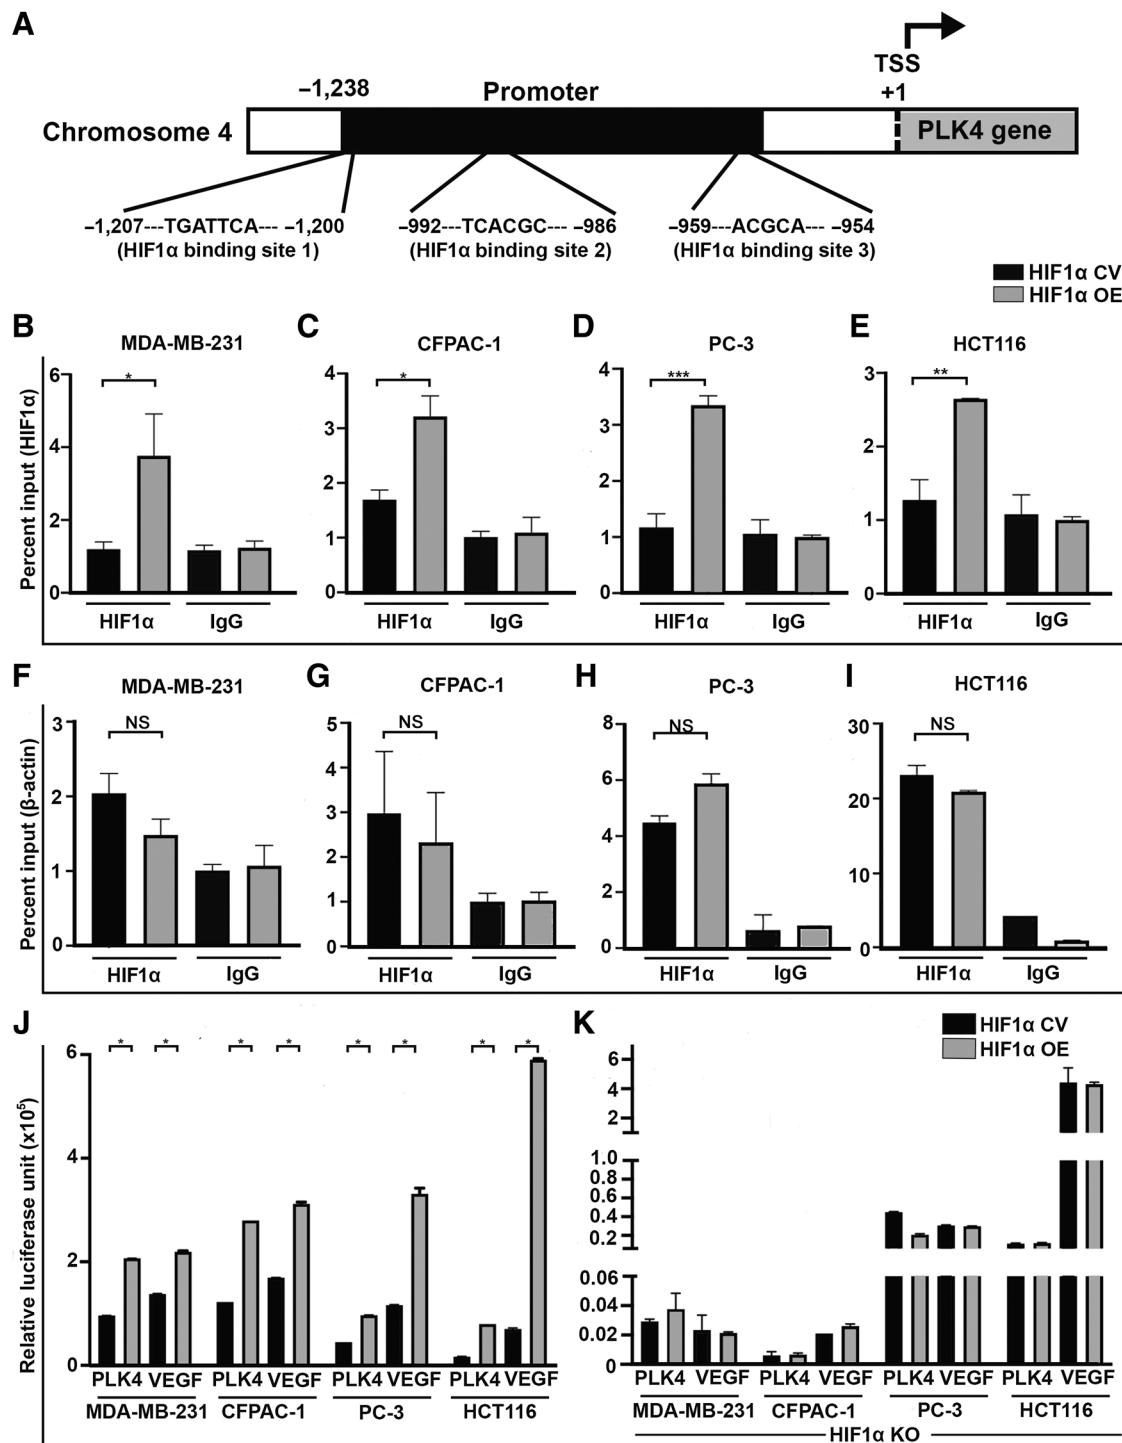 A
TSS
−1,238
Promoter
+1
Chromosome 4
PLK4 gene
−1,207---TGATTCA--- −1,200
−992---TCACGC--- −986
−959---ACGCA--- −954
(HIF1α binding site 1)
(HIF1α binding site 2)
(HIF1α binding site 3)
HIF1α CV
HIF1α OE
B
MDA-MB-231
Percent input (HIF1α)
6
4
2
0
*
HIF1α
IgG
C
CFPAC-1
4
3
2
1
0
*
HIF1α
IgG
D
PC-3
4
3
2
1
0
***
HIF1α
IgG
E
HCT116
3
2
1
0
**
HIF1α
IgG
F
MDA-MB-231
Percent input (β-actin)
3
2
1
0
NS
HIF1α
IgG
G
CFPAC-1
5
4
3
2
1
0
NS
HIF1α
IgG
H
PC-3
8
6
4
2
0
NS
HIF1α
IgG
I
HCT116
30
20
10
0
NS
HIF1α
IgG
J
Relative luciferase unit (x10⁵)
6
4
2
0
* * * * * * * *
PLK4 VEGF PLK4 VEGF PLK4 VEGF PLK4 VEGF
MDA-MB-231 CFPAC-1 PC-3 HCT116
K
HIF1α CV
HIF1α OE
6
4
2
1.0
0.8
0.6
0.4
0.2
0.06
0.04
0.02
0
PLK4 VEGF PLK4 VEGF PLK4 VEGF PLK4 VEGF
MDA-MB-231 CFPAC-1 PC-3 HCT116
HIF1α KO